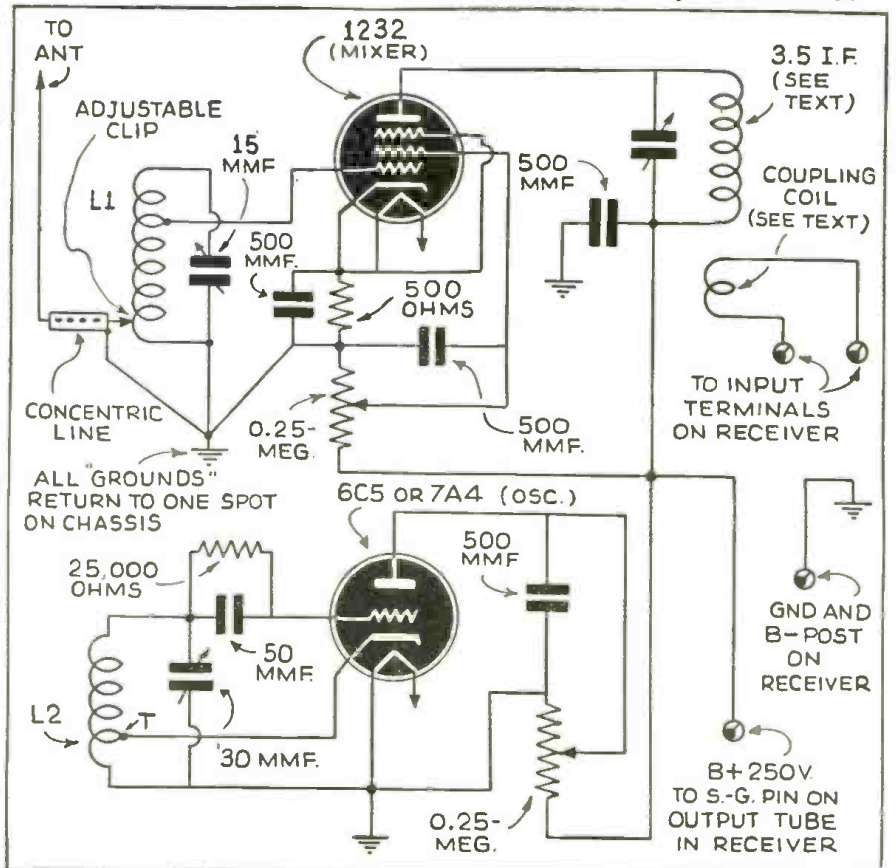 TO
ANT
ADJUSTABLE
CLIP
L1
15
MMF
500
MMF.
1232
(MIXER)
500
OHMS
500
MMF
3.5 I.F.
(SEE
TEXT)
COUPLING
COIL
(SEE TEXT)
CONCENTRIC
LINE
0.25-
MEG.
500
MMF.
TO INPUT
TERMINALS
ON RECEIVER
ALL "GROUNDS"
RETURN TO ONE SPOT
ON CHASSIS
6C5 OR 7A4 (OSC.)
25,000
OHMS
50
MMF.
L2
T
30 MMF.
500
MMF
0.25-
MEG.
GND AND
B- POST
ON
RECEIVER
B+ 250V.
TO S.-G. PIN ON
OUTPUT TUBE
IN RECEIVER